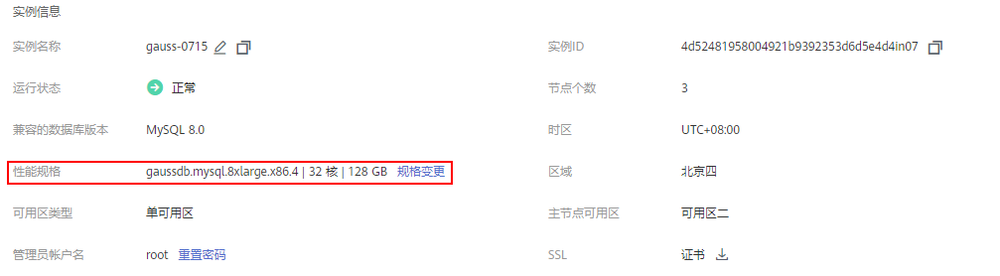 实例信息
实例名称 gauss-0715 实例ID 4d52481958004921b9392353d6d5e4d4in07
运行状态 正常 节点个数 3
兼容的数据库版本 MySQL 8.0 时区 UTC+08:00
性能规格 gaussdb.mysql.8xlarge.x86.4 | 32 核 | 128 GB 规格变更 区域 北京四
可用区类型 单可用区 主节点可用区 可用区二
管理员帐户名 root 重置密码 SSL 证书